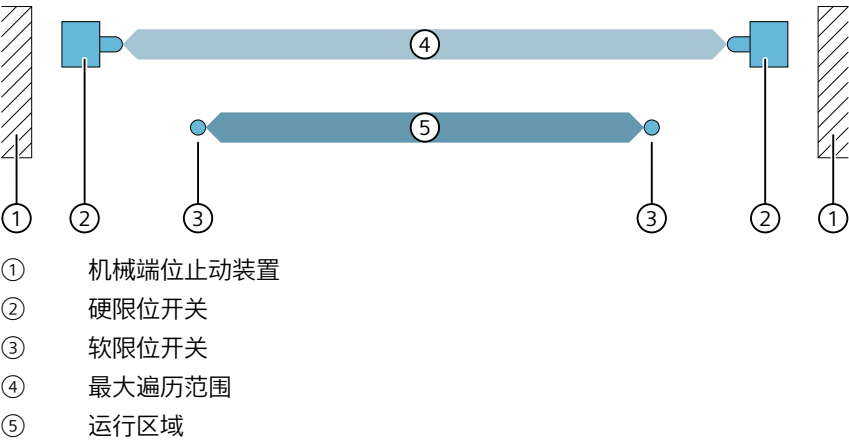 ④
⑤
① ② ③ ③ ② ①
① 机械端位止动装置
② 硬限位开关
③ 软限位开关
④ 最大遍历范围
⑤ 运行区域